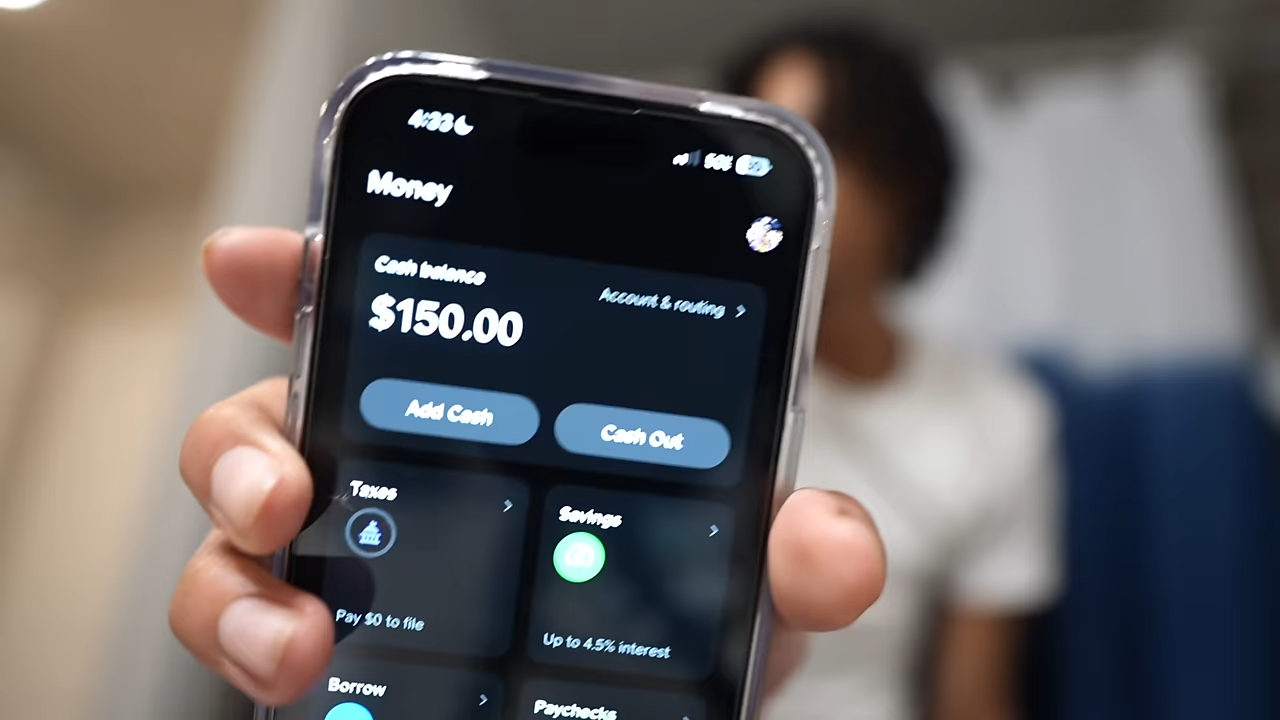 4:33
Money
Cash balance
Account & routing
$150.00
Add Cash
Cash Out
Taxes
Savings
Pay $0 to file
Up to 4.5% interest
Borrow
Paychecks